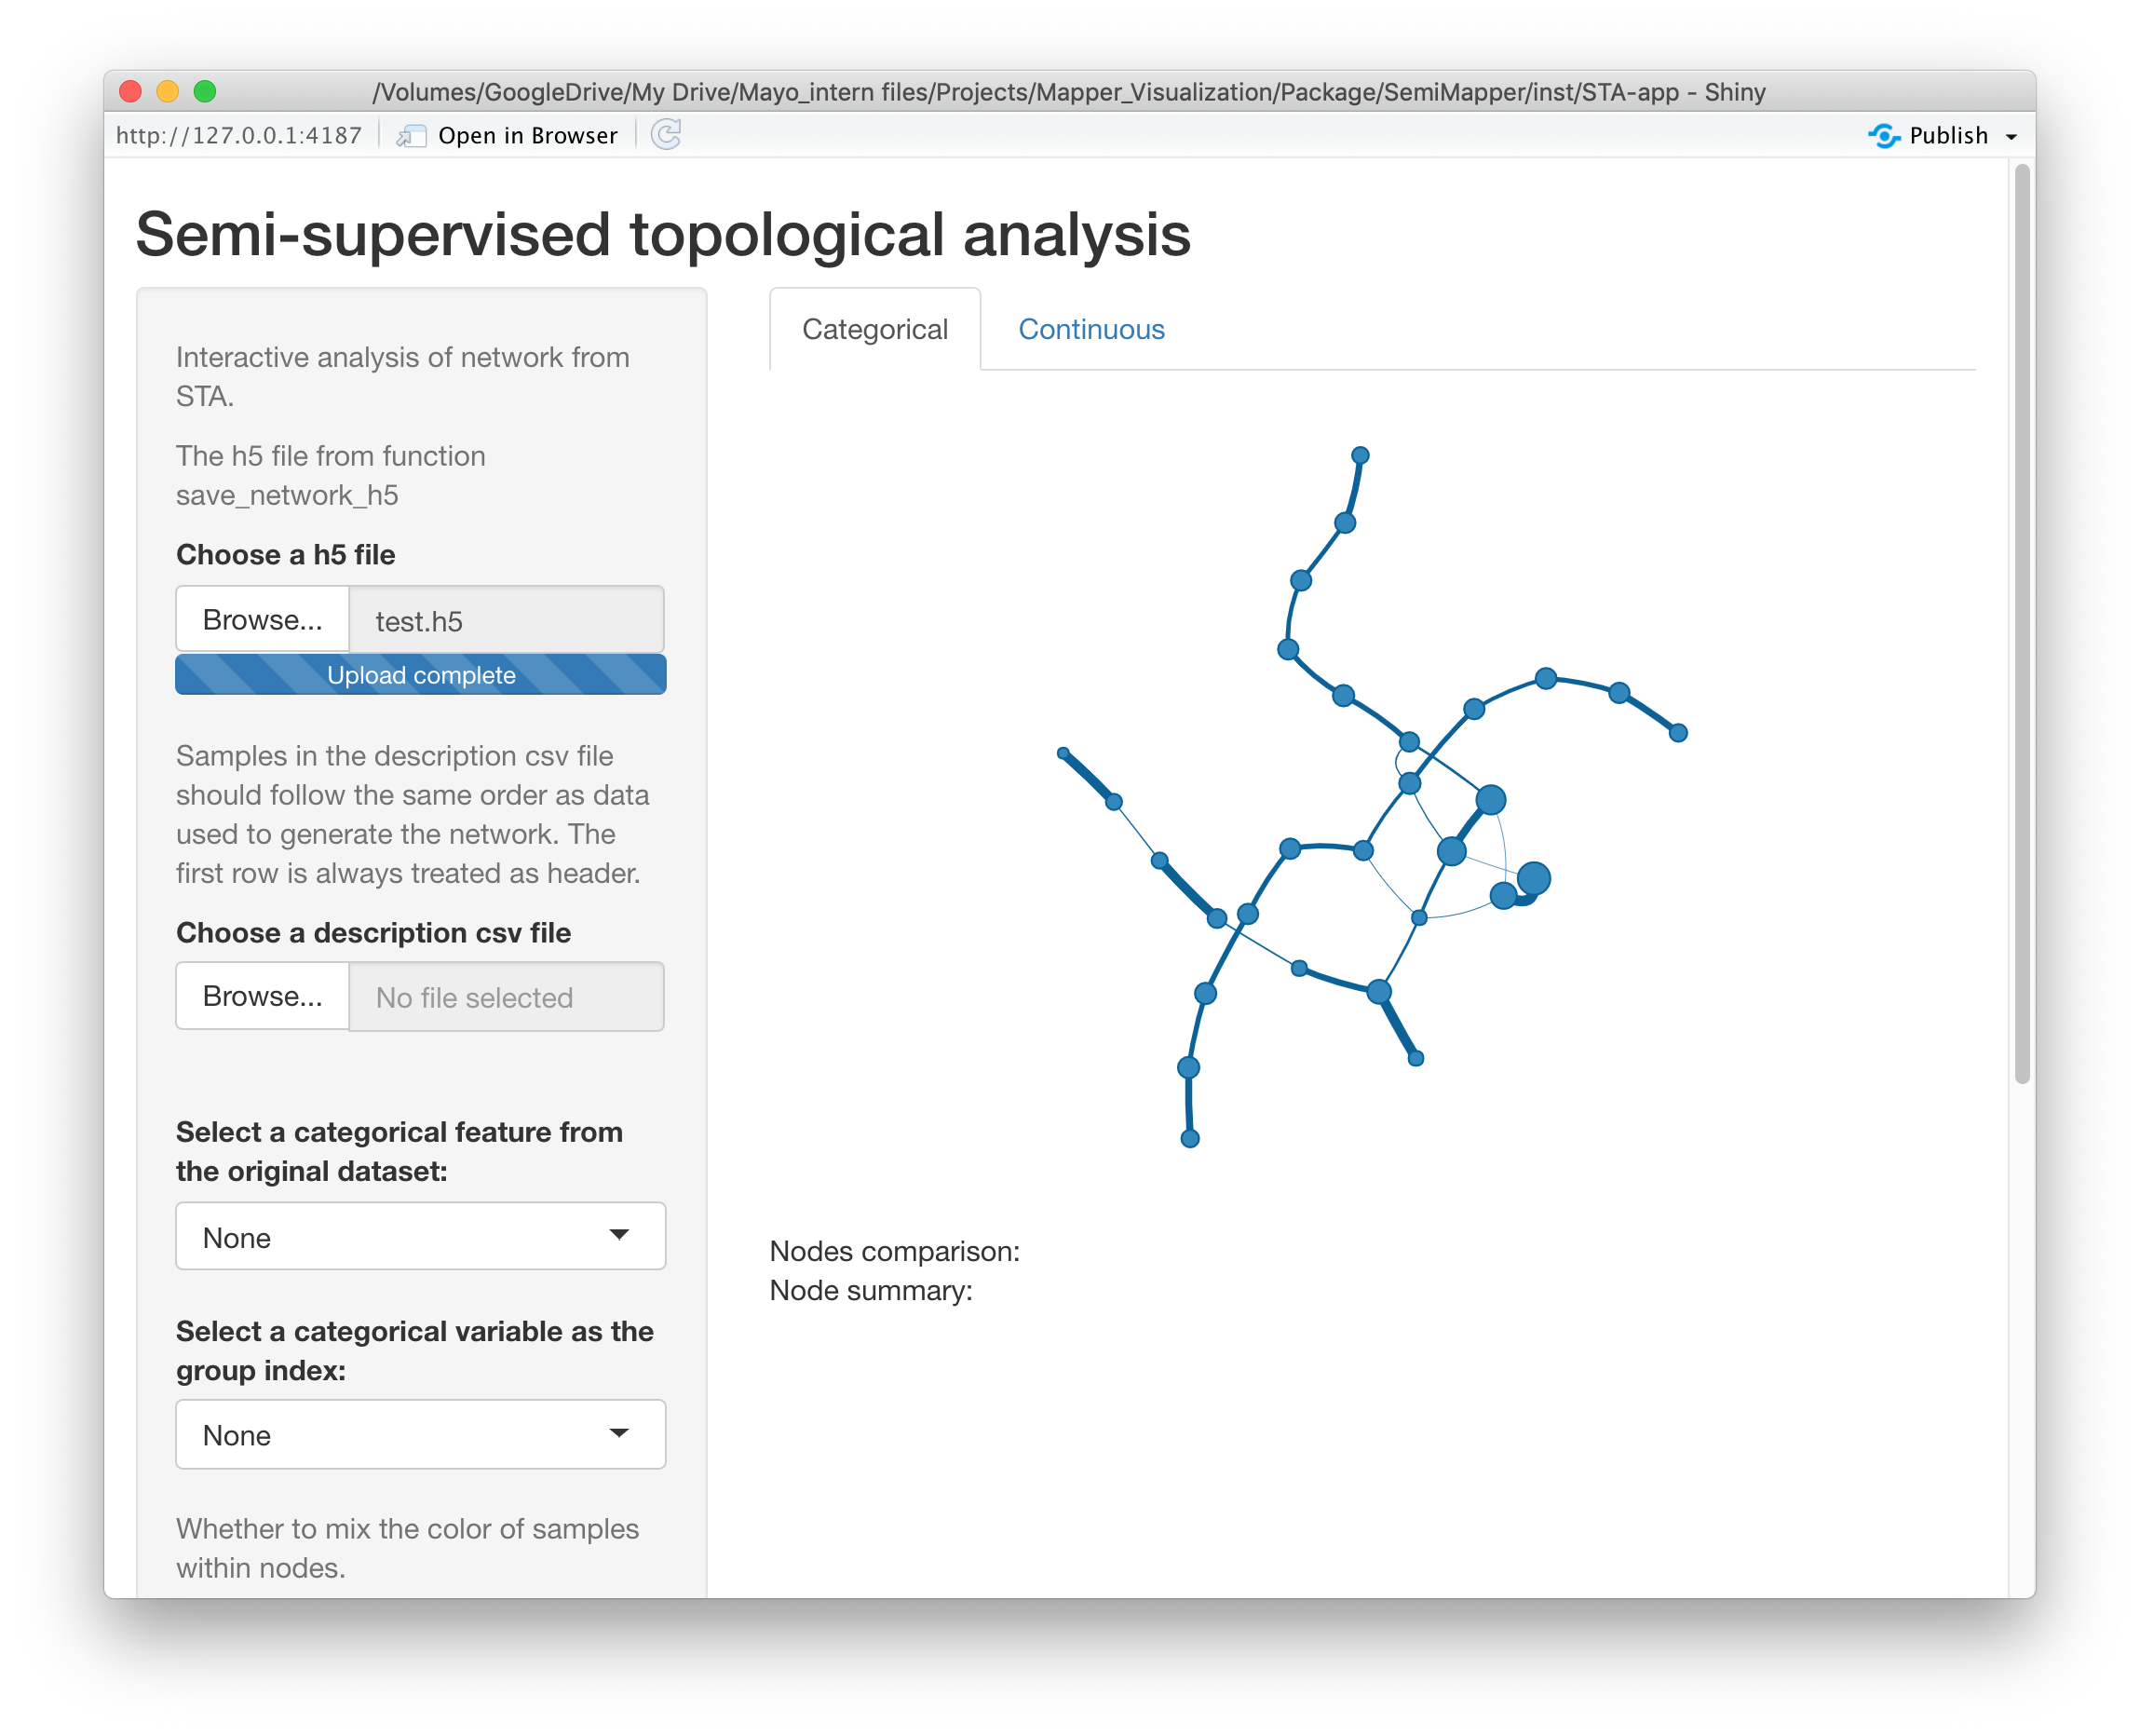 /Volumes/GoogleDrive/My Drive/Mayo_intern files/Projects/Mapper_Visualization/Package/SemiMapper/inst/STA-app - Shiny
http://127.0.0.1:4187 Open in Browser Publish
Semi-supervised topological analysis
Interactive analysis of network from
STA.
The h5 file from function
save_network_h5
Choose a h5 file
Browse... test.h5
Upload complete
Samples in the description csv file
should follow the same order as data
used to generate the network. The
first row is always treated as header.
Choose a description csv file
Browse... No file selected
Select a categorical feature from
the original dataset:
None
Select a categorical variable as the
group index:
None
Whether to mix the color of samples
within nodes.
Categorical Continuous
Nodes comparison:
Node summary: